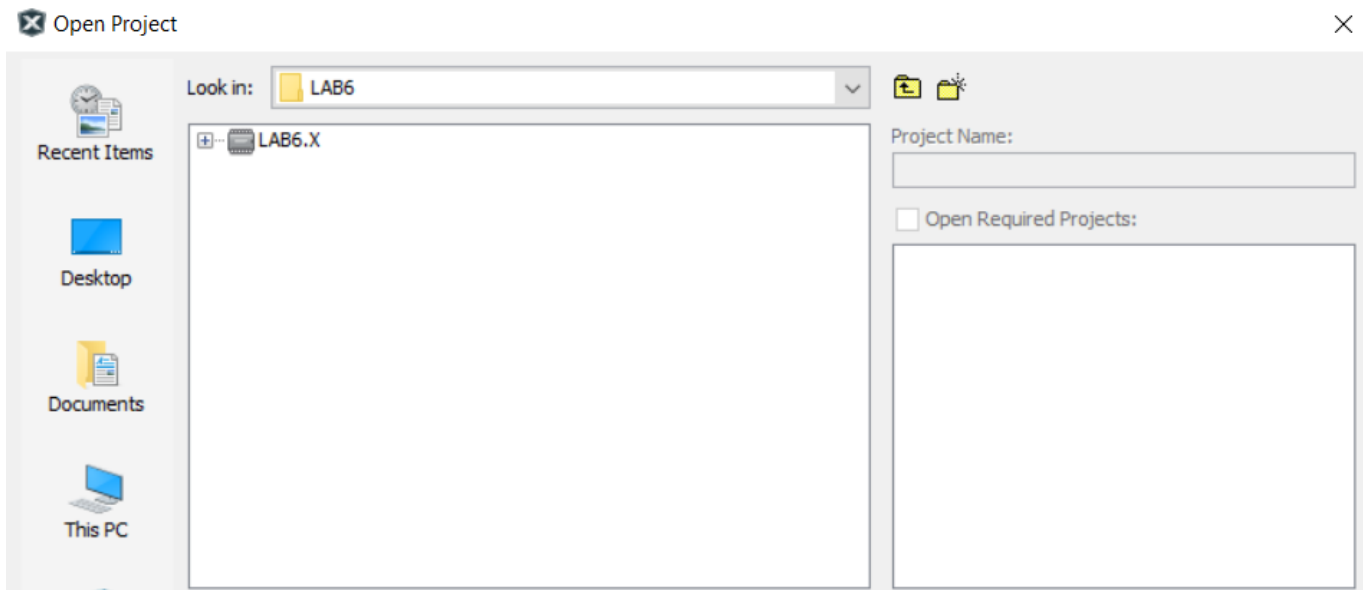 Open Project
Look in: LAB6
Recent Items
Desktop
Documents
This PC
LAB6.X
Project Name:
Open Required Projects: